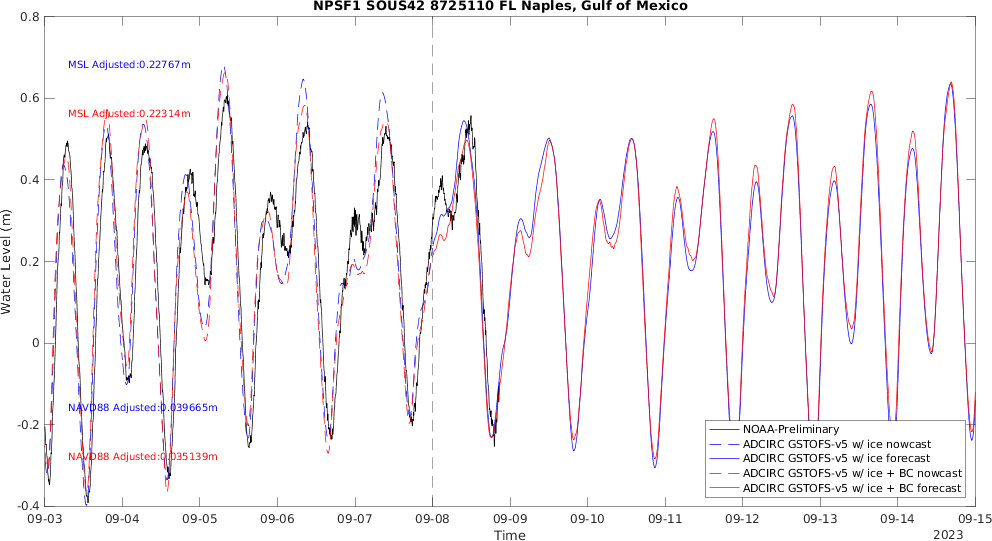 NPSF1 SOUS42 8725110 FL Naples, Gulf of Mexico
Water Level (m)
0.8
0.6
0.4
0.2
0
-0.2
-0.4
MSL Adjusted:0.22767m
MSL Adjusted:0.22314m
NAVD88 Adjusted:0.039665m
NAVD88 Adjusted:0.035139m
NOAA-Preliminary
ADCIRC GSTOFS-v5 w/ ice nowcast
ADCIRC GSTOFS-v5 w/ ice forecast
ADCIRC GSTOFS-v5 w/ ice + BC nowcast
ADCIRC GSTOFS-v5 w/ ice + BC forecast
09-03 09-04 09-05 09-06 09-07 09-08 09-09 09-10 09-11 09-12 09-13 09-14 09-15
Time
2023